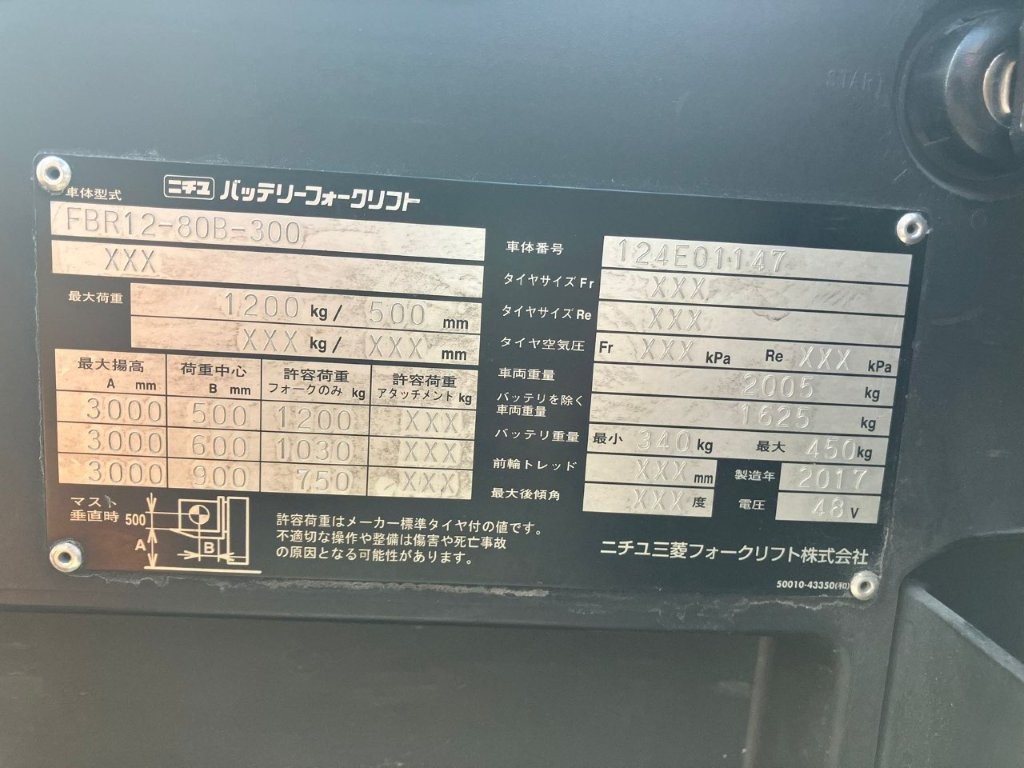 START
ニチユ バッテリーフォークリフト
車体型式
FBR12-80B-300
XXX
最大荷重 1200 kg/ 500 mm
XXX kg/ XXX mm
最大揚高 A mm 荷重中心 B mm 許容荷重 フォークのみ kg 許容荷重 アタッチメント kg
3000 500 1200 XXX
3000 600 1030 XXX
3000 900 750 XXX
マスト
垂直時
500
A
B
許容荷重はメーカー標準タイヤ付の値です。
不適切な操作や整備は傷害や死亡事故
の原因となる可能性があります。
車体番号 124E01147
タイヤサイズ Fr XXX
タイヤサイズ Re XXX
タイヤ空気圧 Fr XXX kPa Re XXX kPa
車両重量 2005 kg
バッテリを除く
車両重量 1625 kg
バッテリ重量 最小 340 kg 最大 450 kg
前輪トレッド XXX mm 製造年 2017
最大後傾角 XXX 度 電圧 48 V
ニチユ三菱フォークリフト株式会社
50010-43350(和)